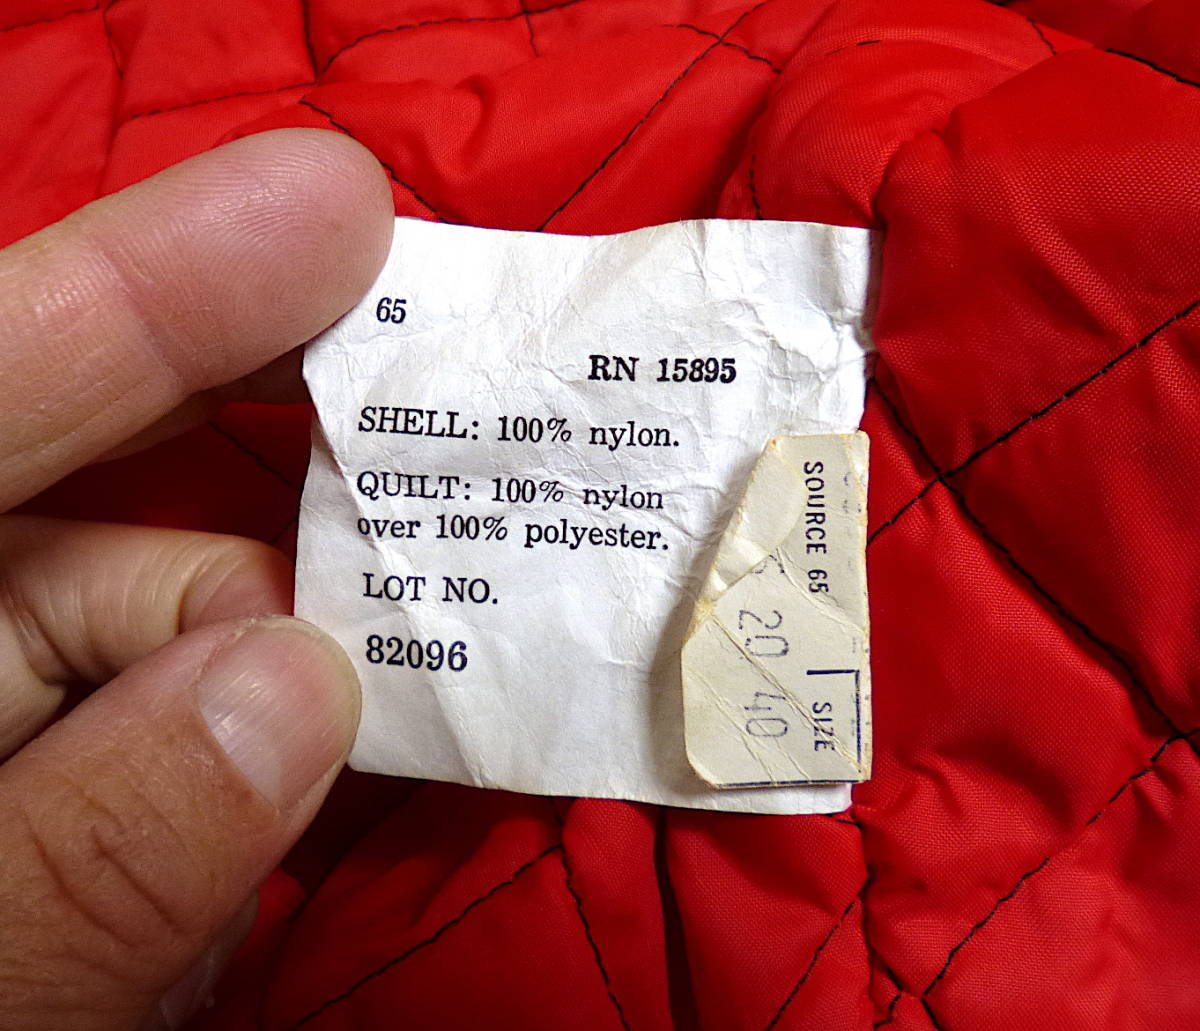 65
RN 15895
SHELL: 100% nylon.
QUILT: 100% nylon
over 100% polyester.
LOT NO.
82096
SOURCE 65
SIZE
20 40